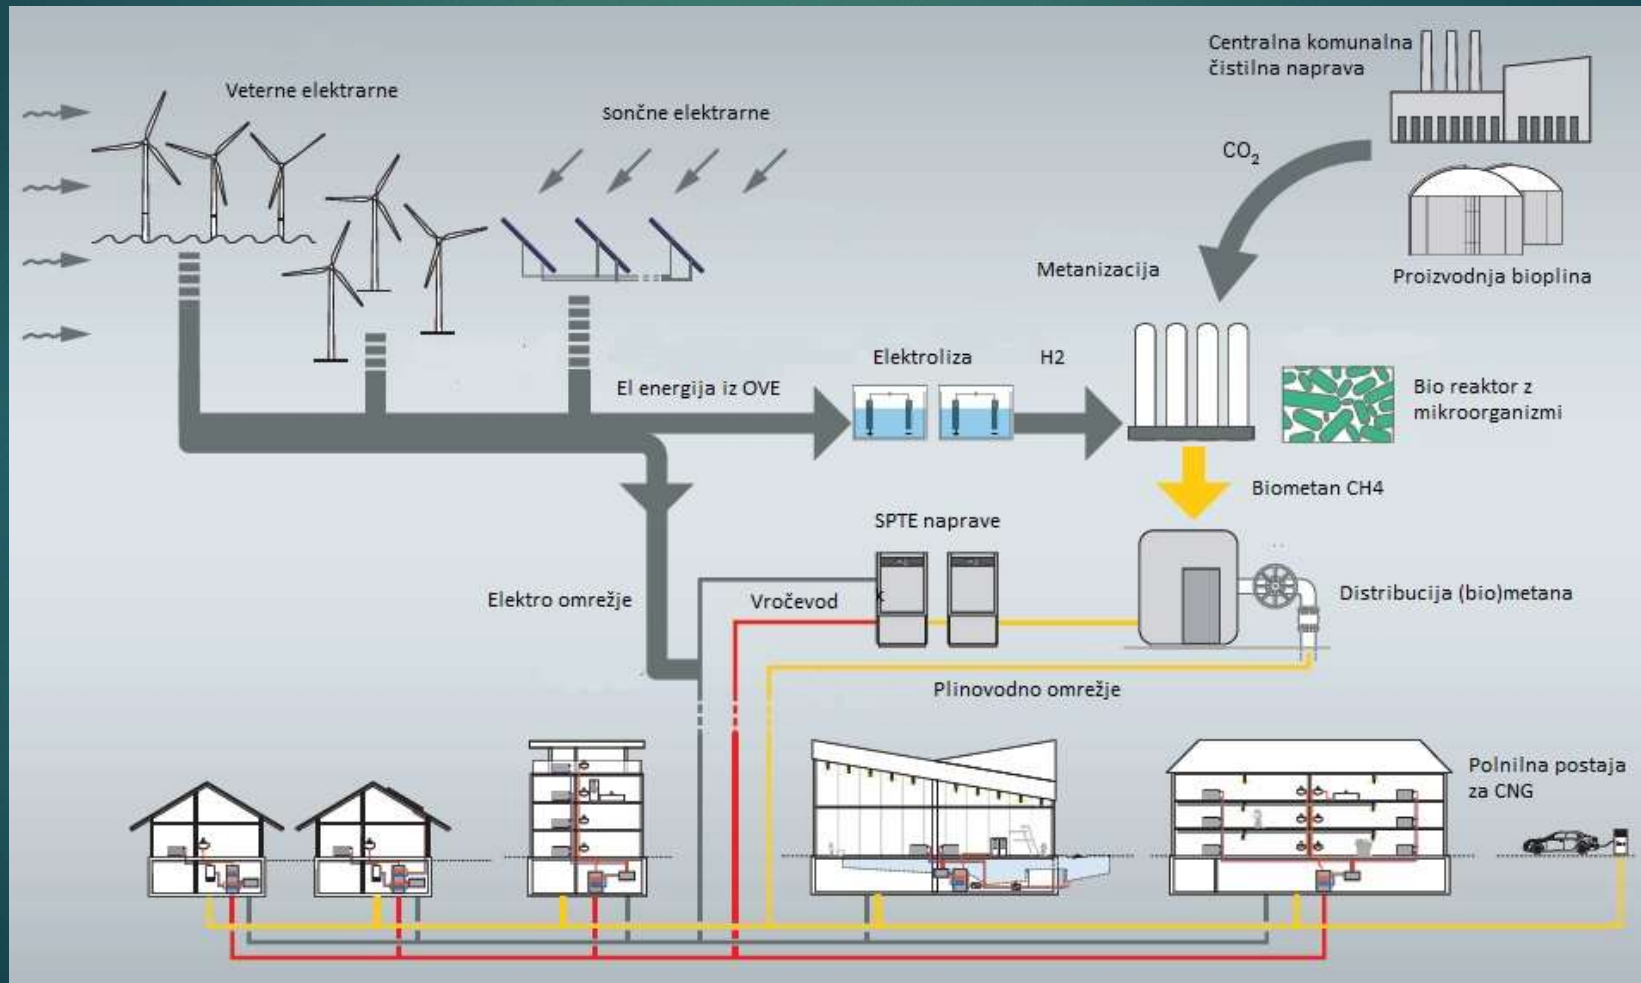 Centralna komunalna
čistilna naprava
Veterne elektrarne
Sončne elektrarne
CO₂
Metanizacija
Proizvodnja bioplina
Elektroliza
H2
El energija iz OVE
Bio reaktor z
mikroorganizmi
Biometan CH4
SPTE naprave
Elektro omrežje
Vročevod
k
Distribucija (bio)metana
Plinovodno omrežje
Polnilna postaja
za CNG